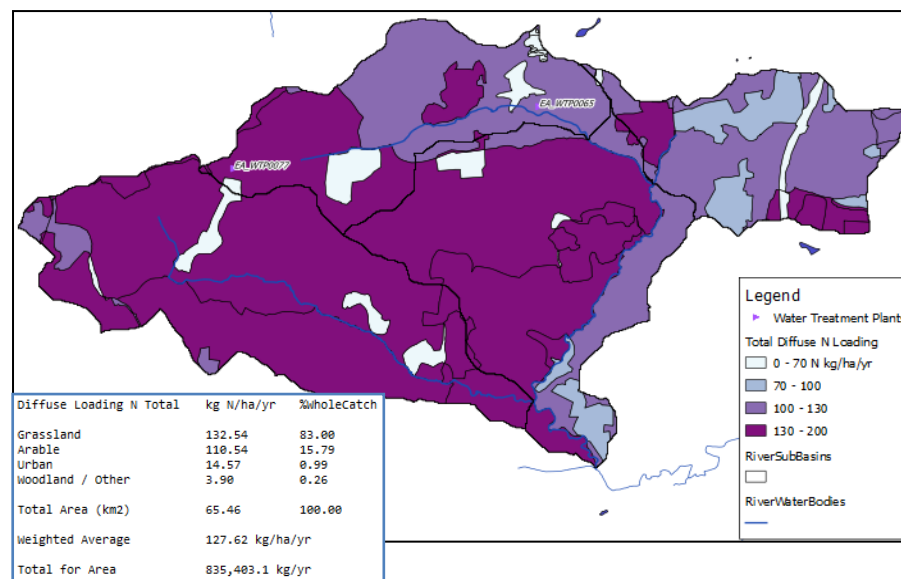 EA_WTP0065
EA_WTP0077
Legend
Water Treatment Plant
Total Diffuse N Loading
0 - 70 N kg/ha/yr
70 - 100
100 - 130
130 - 200
RiverSubBasins
RiverWaterBodies
Diffuse Loading N Total kg N/ha/yr %WholeCatch
Grassland 132.54 83.00
Arable 110.54 15.79
Urban 14.57 0.99
Woodland / Other 3.90 0.26
Total Area (km2) 65.46 100.00
Weighted Average 127.62 kg/ha/yr
Total for Area 835,403.1 kg/yr